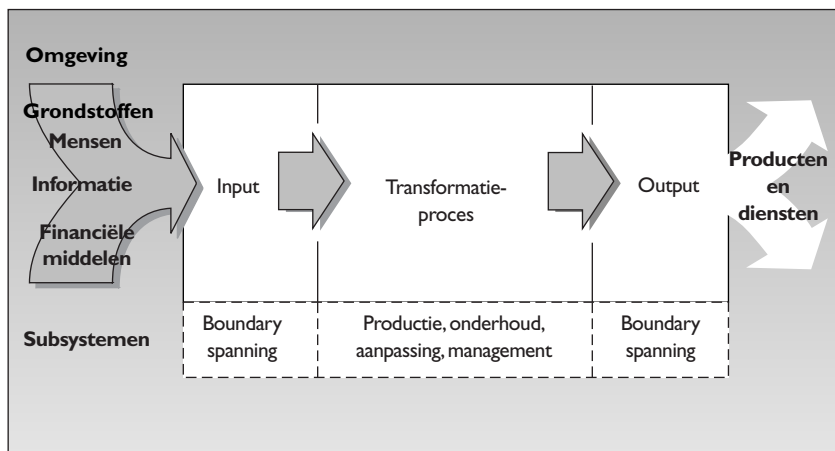 Omgeving
Grondstoffen
Mensen
Informatie
Financiële
middelen
Input
Transformatie-
proces
Output
Producten
en
diensten
Subsystemen
Boundary
spanning
Productie, onderhoud,
aanpassing, management
Boundary
spanning